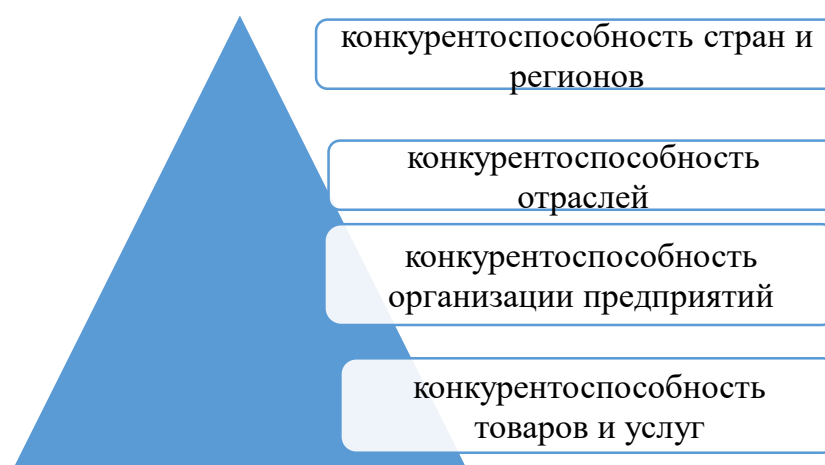 конкурентоспособность стран и
регионов
конкурентоспособность
отраслей
конкурентоспособность
организации предприятий
конкурентоспособность
товаров и услуг